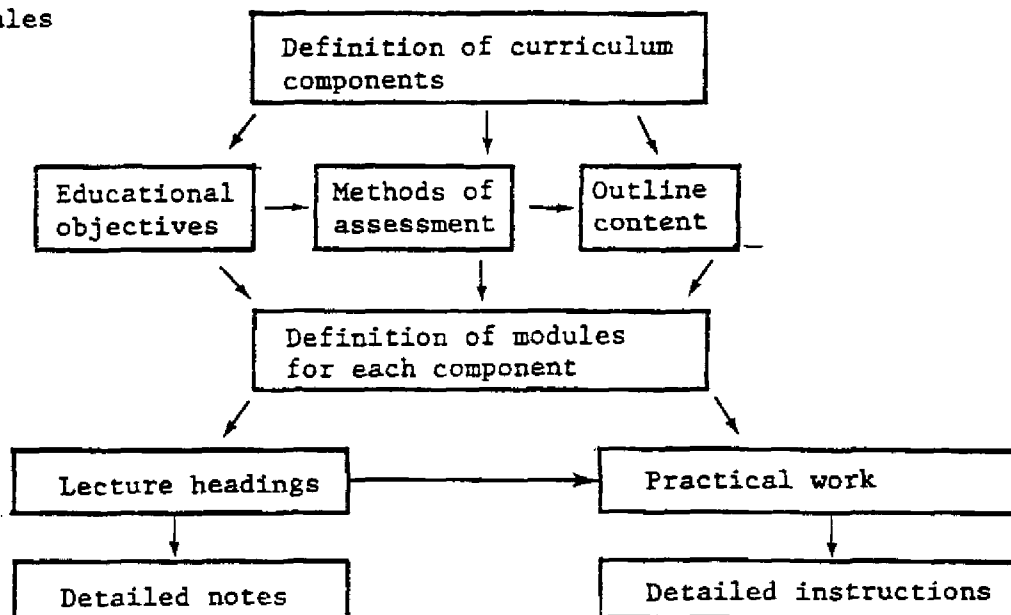 Definition of curriculum
components
Educational
objectives
Methods of
assessment
Outline
content
Definition of modules
for each component
Lecture headings
Practical work
Detailed notes
Detailed instructions